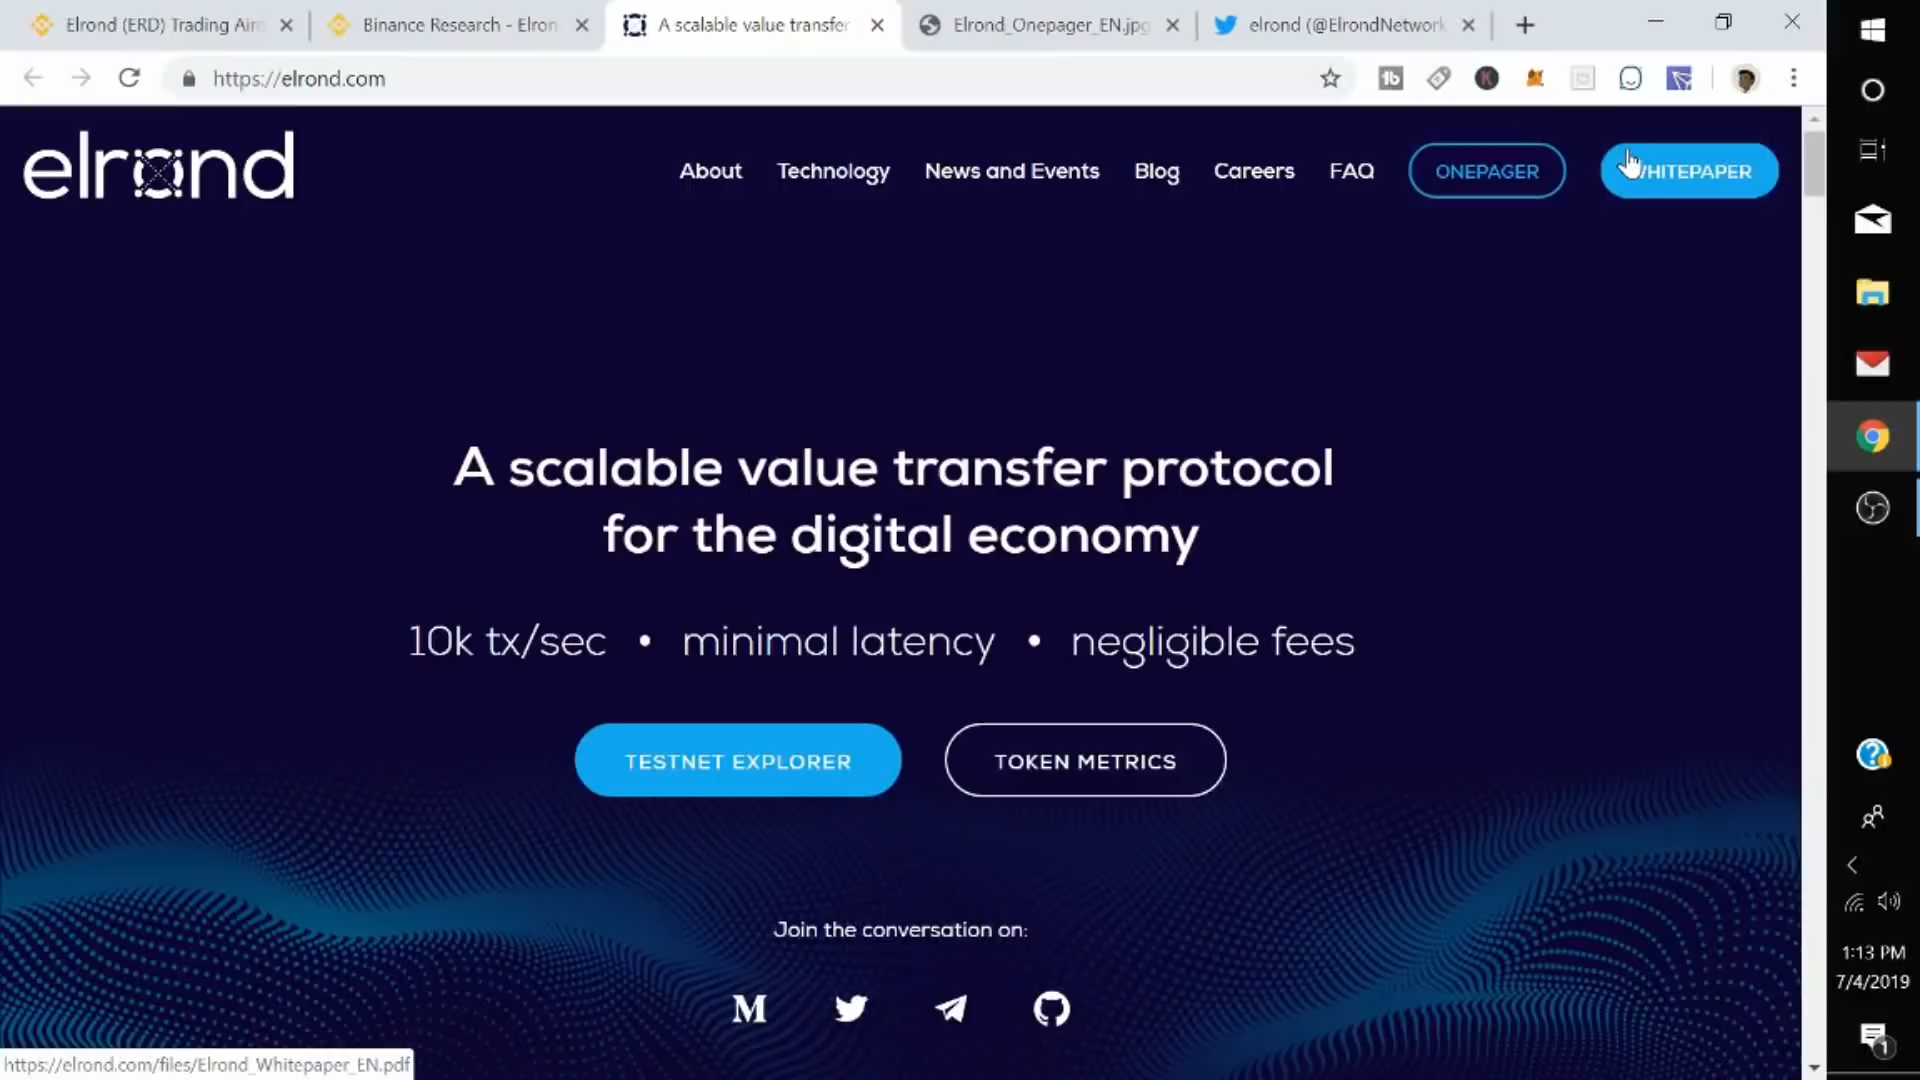 Elrond (ERD) Trading Aird
Binance Research - Elron
A scalable value transfer
Elrond_Onepager_EN.jpg
elrond (@ElrondNetwork
https://elrond.com
elrond
About
Technology
News and Events
Blog
Careers
FAQ
ONEPAGER
WHITEPAPER
A scalable value transfer protocol
for the digital economy
10k tx/sec • minimal latency • negligible fees
TESTNET EXPLORER
TOKEN METRICS
Join the conversation on:
https://elrond.com/files/Elrond_Whitepaper_EN.pdf
1:13 PM
7/4/2019
1